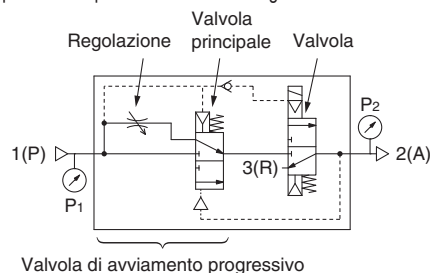 Valvola
principale
Regolazione
Valvola
P2
1(P)
3(R)
2(A)
P1
Valvola di avviamento progressivo